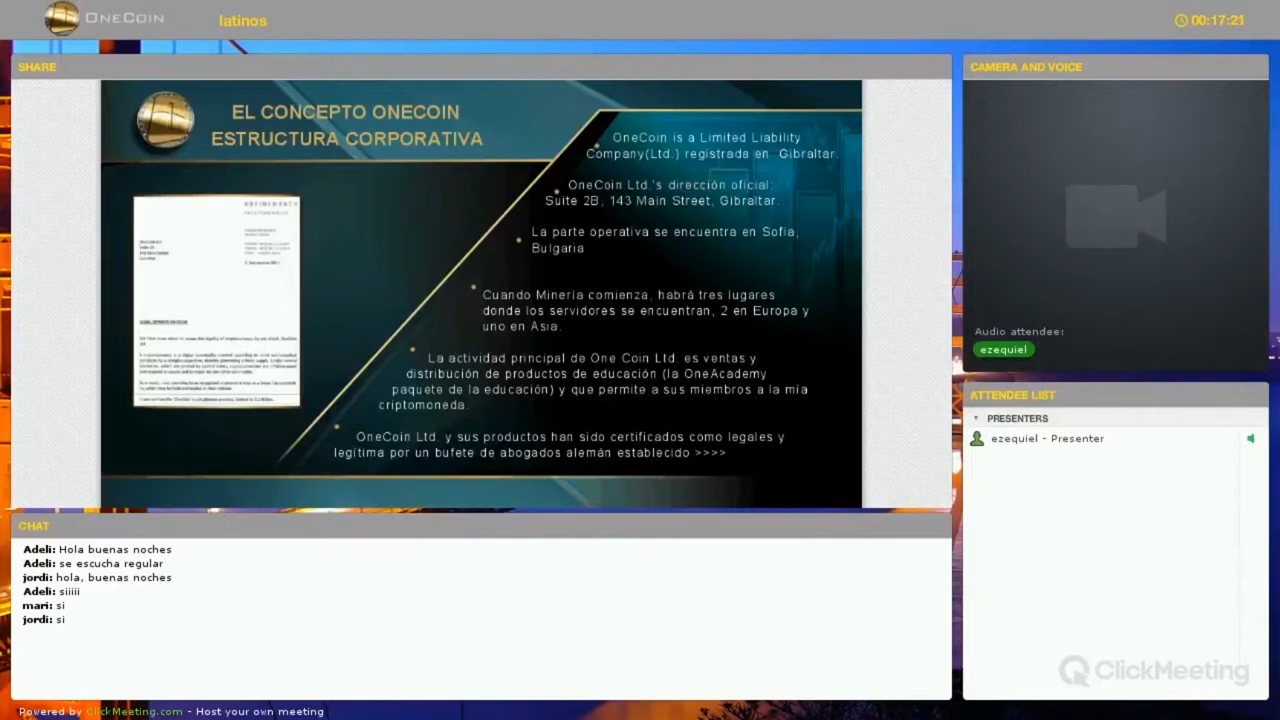 ONECOIN
latinos
00:17:21
SHARE
EL CONCEPTO ONECOIN
ESTRUCTURA CORPORATIVA
OneCoin is a Limited Liability
Company(Ltd.) registrada en Gibraltar.
OneCoin Ltd.'s dirección oficial:
Suite 2B, 143 Main Street, Gibraltar.
La parte operativa se encuentra en Sofia,
Bulgaria
Cuando Minería comienza, habrá tres lugares
donde los servidores se encuentran, 2 en Europa y
uno en Asia.
La actividad principal de One Coin Ltd. es ventas y
distribución de productos de educación (la OneAcademy
paquete de la educación) y que permite a sus miembros a la mía
criptomoneda.
OneCoin Ltd. y sus productos han sido certificados como legales y
legítima por un bufete de abogados alemán establecido >>>>
CAMERA AND VOICE
Audio attendee:
ezequiel
ATTENDEE LIST
PRESENTERS
ezequiel - Presenter
CHAT
Adeli: Hola buenas noches
Adeli: se escucha regular
jordi: hola, buenas noches
Adeli: siiiii
mari: si
jordi: si
ClickMeeting
Powered by ClickMeeting.com - Host your own meeting